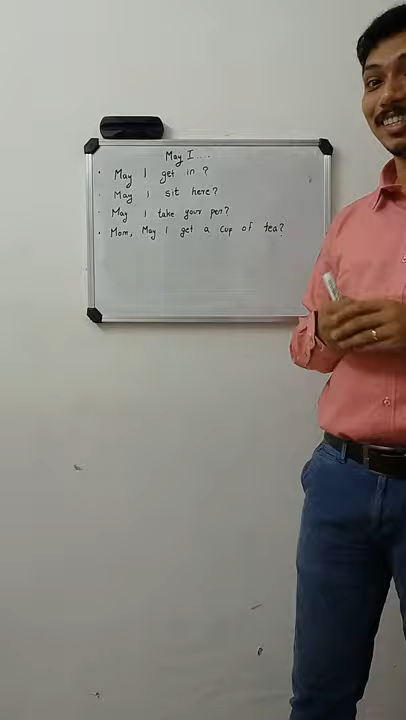 May I....
• May I get in?
• May I sit here?
• May I take your pen?
• Mom, May I get a cup of tea?